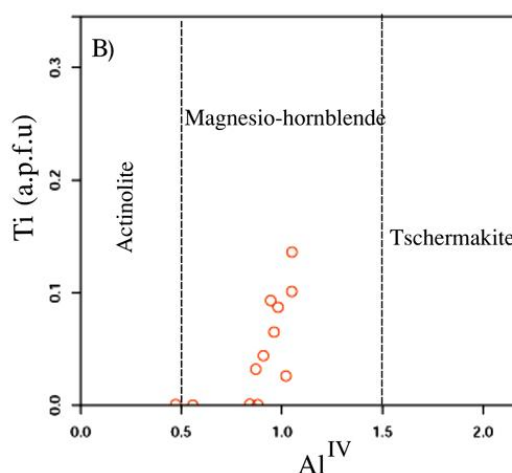 B)
Magnesio-hornblende
Actinolite
Tschermakite
Ti (a.p.f.u)
0.3
0.2
0.1
0.0
0.0
0.5
1.0
1.5
2.0
Al^IV